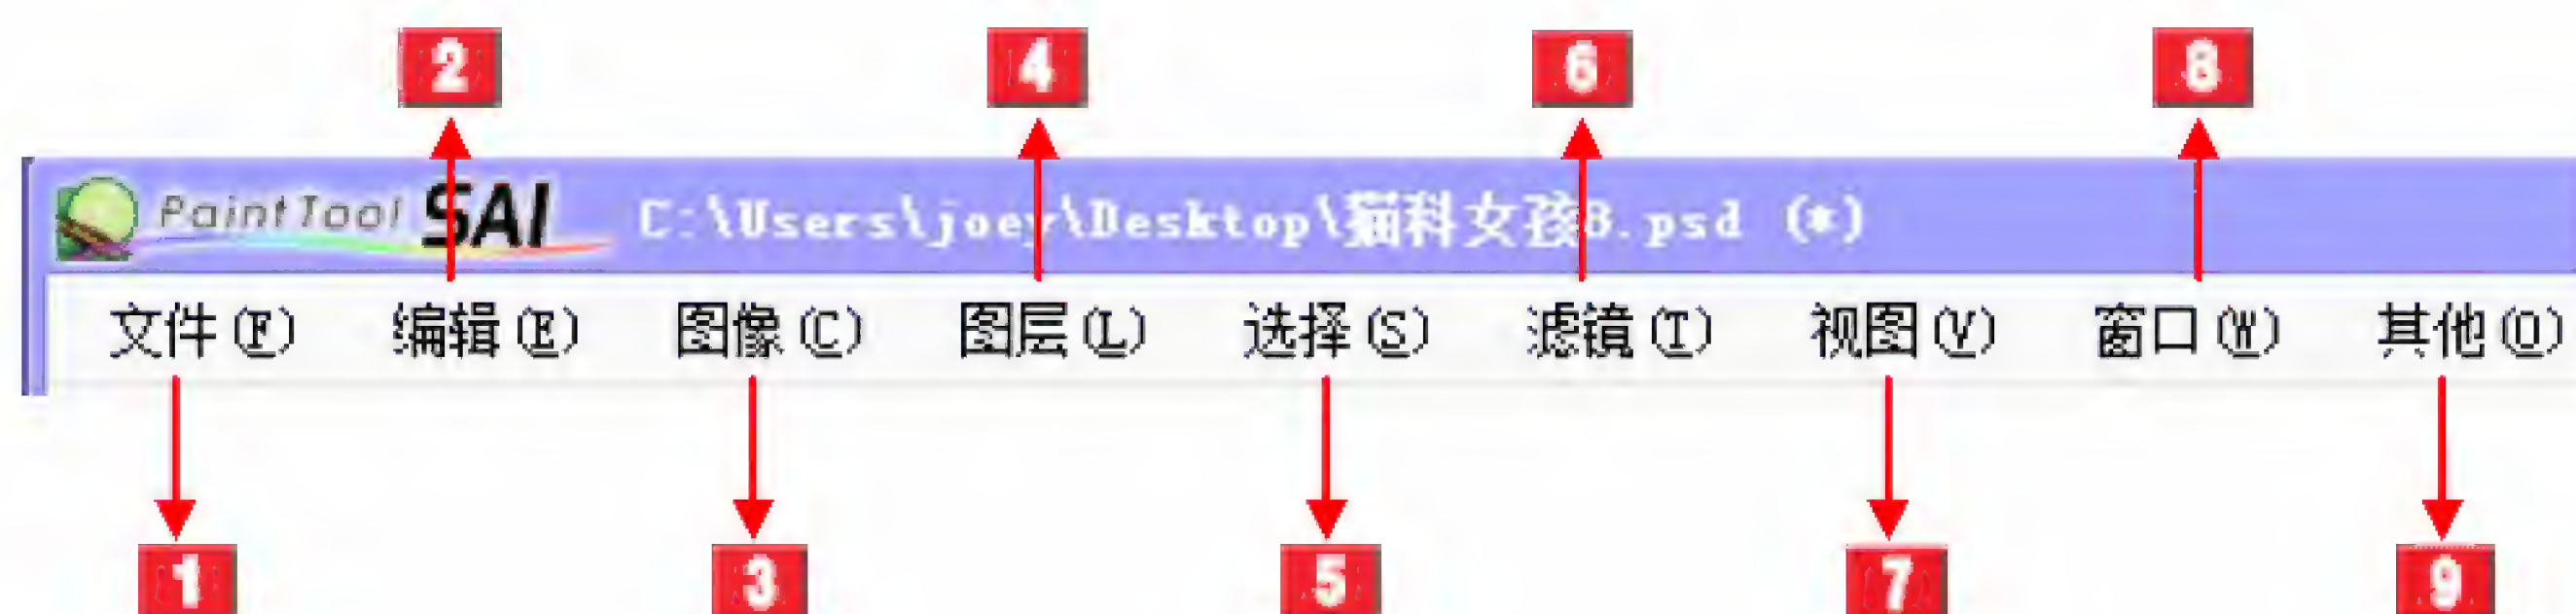 2 4 6 8
PaintTool SAI C:\Users\joey\Desktop\猫科女孩8.psd (*)
文件(F) 编辑(E) 图像(C) 图层(L) 选择(S) 滤镜(T) 视图(V) 窗口(W) 其他(O)
1 3 5 7 9